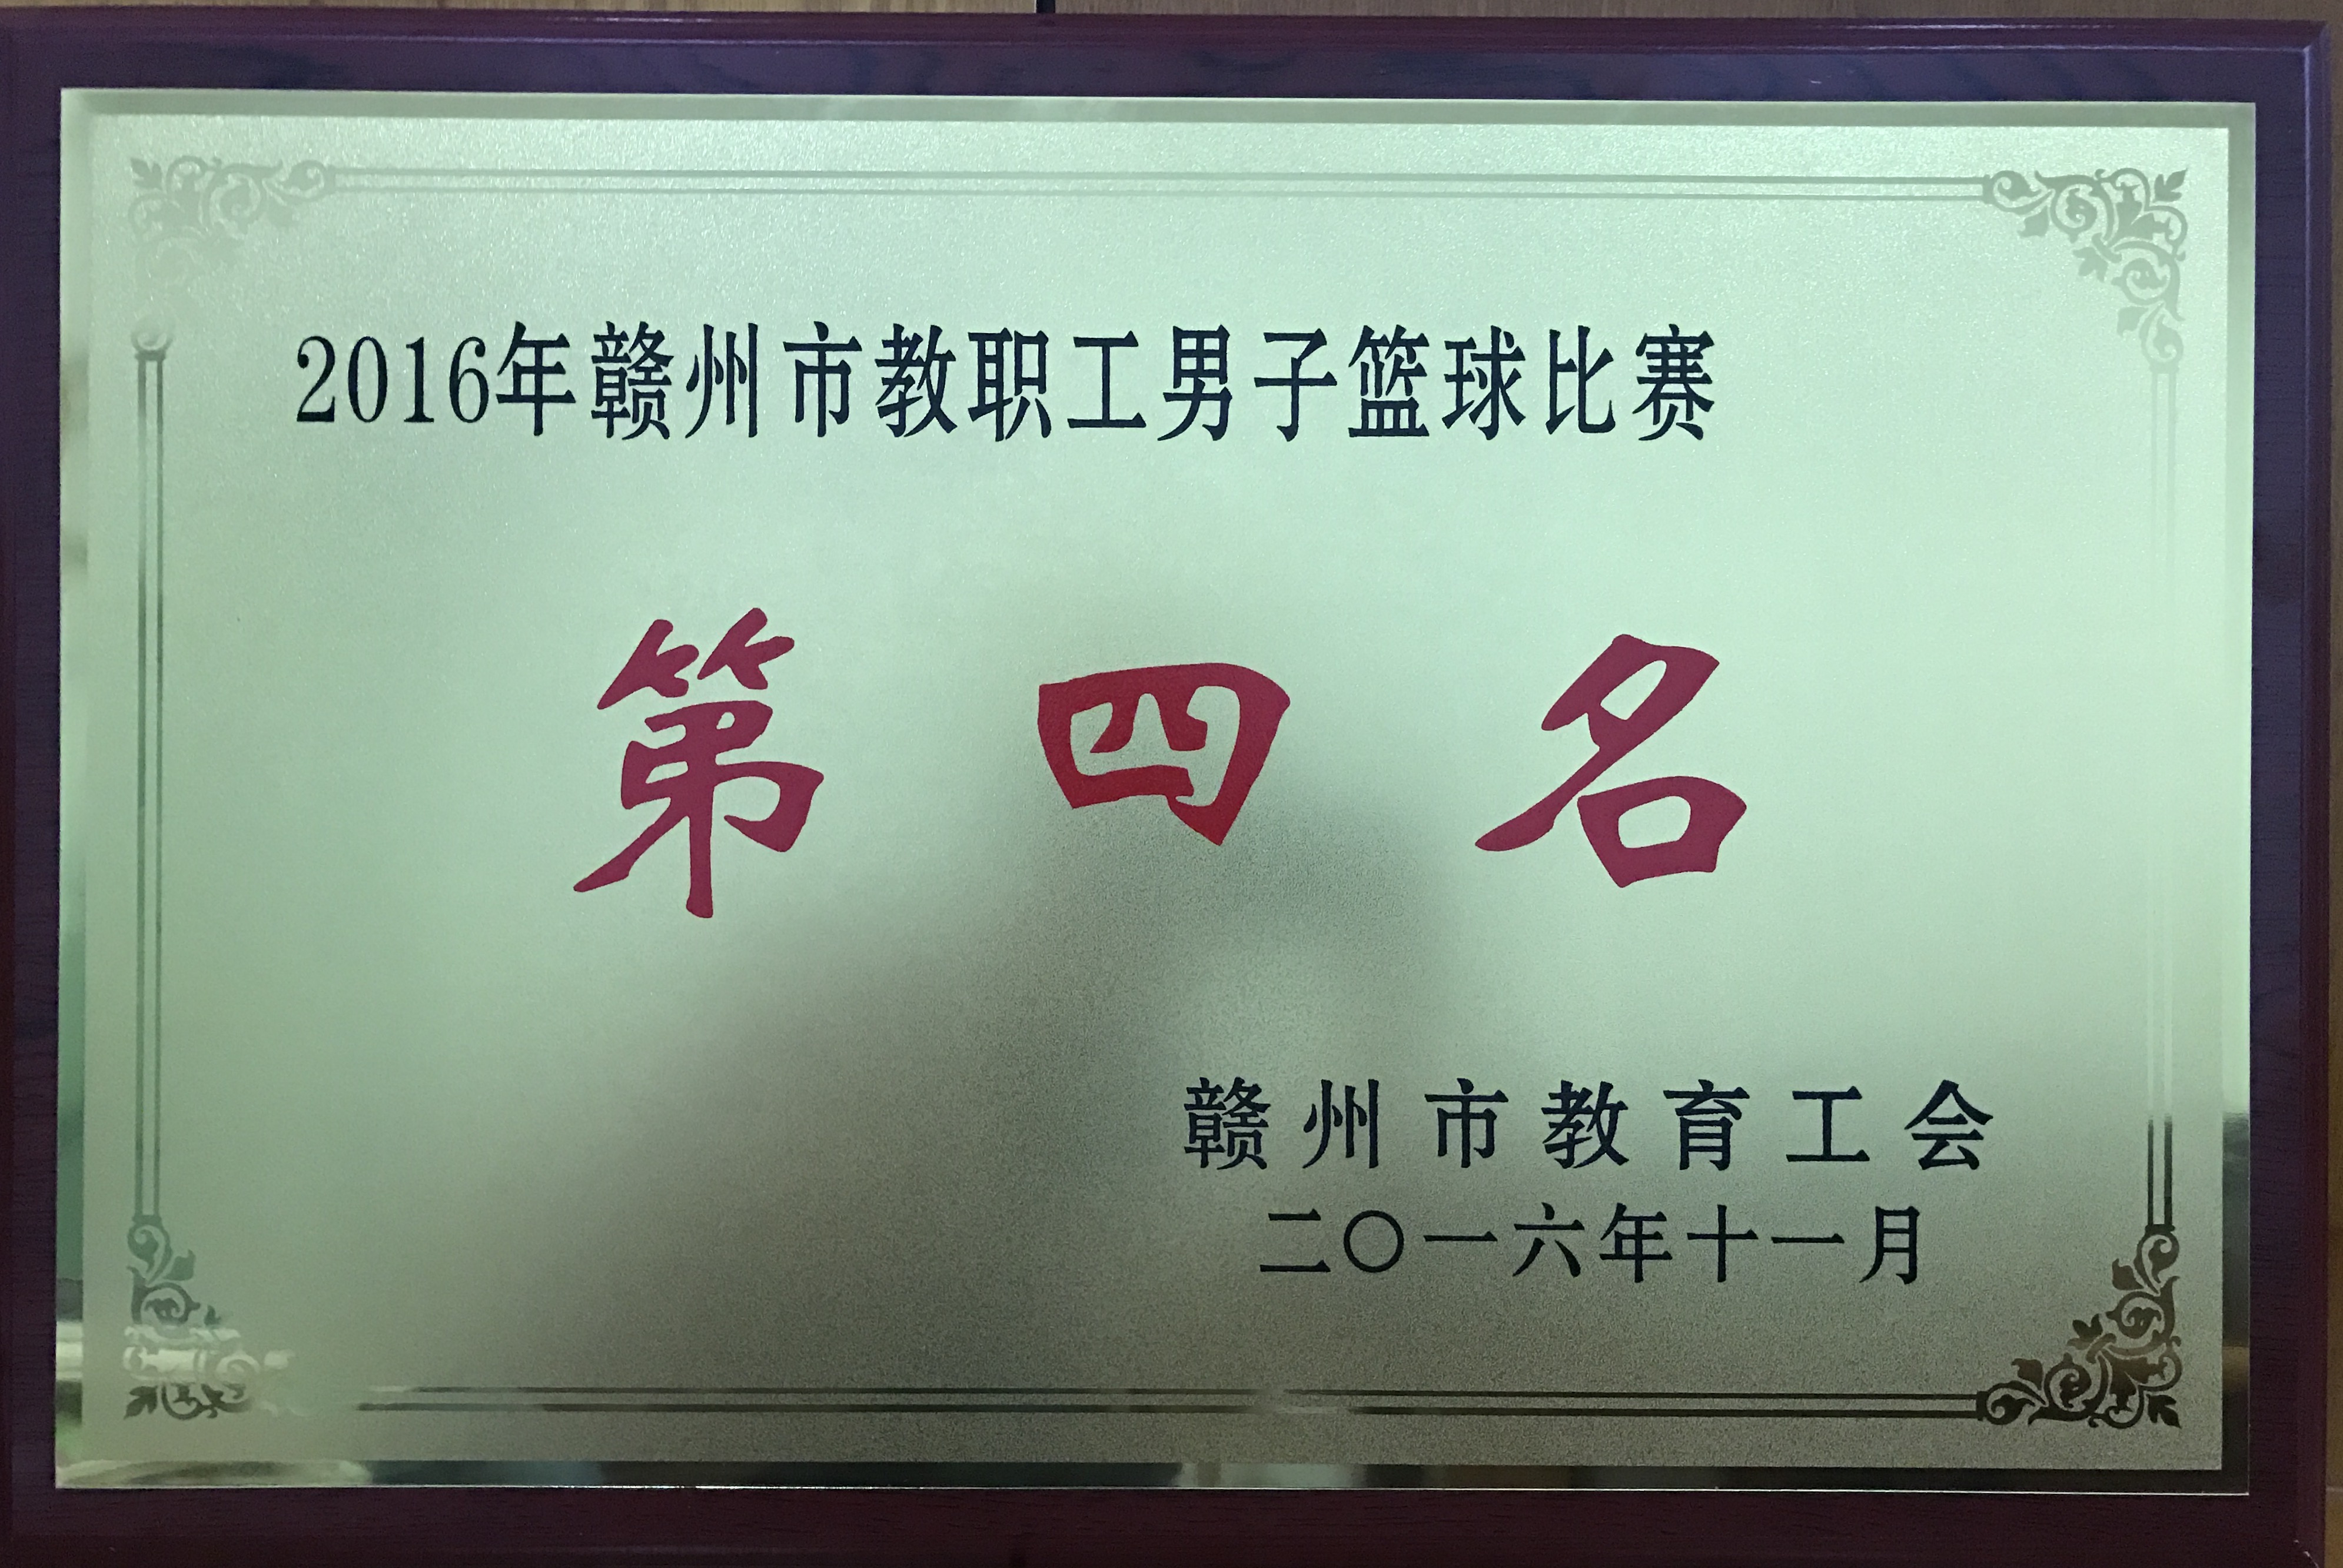 2016年赣州市教职工男子篮球比赛
第四名
赣州市教育工会
二〇一六年十一月